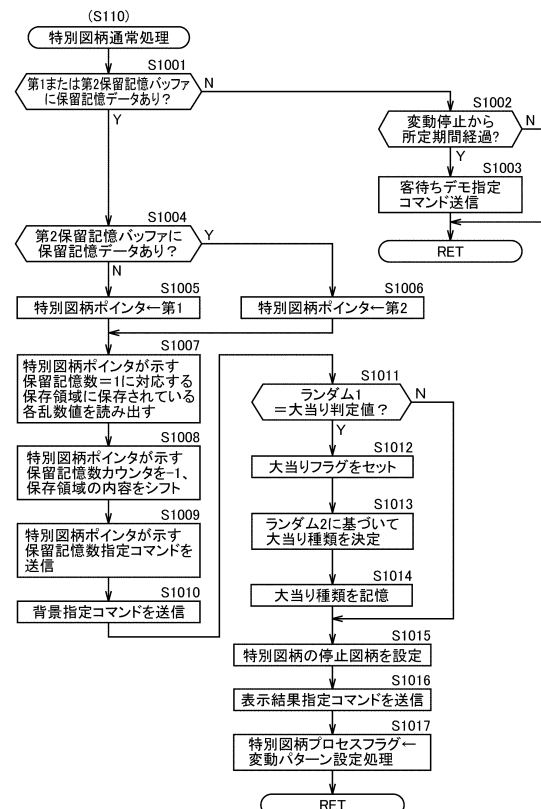 (S110)
特別図柄通常処理
S1001
第1または第2保留記憶バッファ
に保留記憶データあり?
N
Y
S1002
変動停止から
所定期間経過?
N
Y
S1003
客待ちデモ指定
コマンド送信
RET
S1004
第2保留記憶バッファに
保留記憶データあり?
Y
N
S1005
特別図柄ポインタ←第1
S1006
特別図柄ポインタ←第2
S1007
特別図柄ポインタが示す
保留記憶数=1に対応する
保存領域に保存されている
各乱数値を読み出す
S1008
特別図柄ポインタが示す
保留記憶数カウンタを-1、
保存領域の内容をシフト
S1009
特別図柄ポインタが示す
保留記憶数指定コマンドを
送信
S1010
背景指定コマンドを送信
S1011
ランダム1
=大当り判定値?
N
Y
S1012
大当りフラグをセット
S1013
ランダム2に基づいて
大当り種類を決定
S1014
大当り種類を記憶
S1015
特別図柄の停止図柄を設定
S1016
表示結果指定コマンドを送信
S1017
特別図柄プロセスフラグ←
変動パターン設定処理
RET